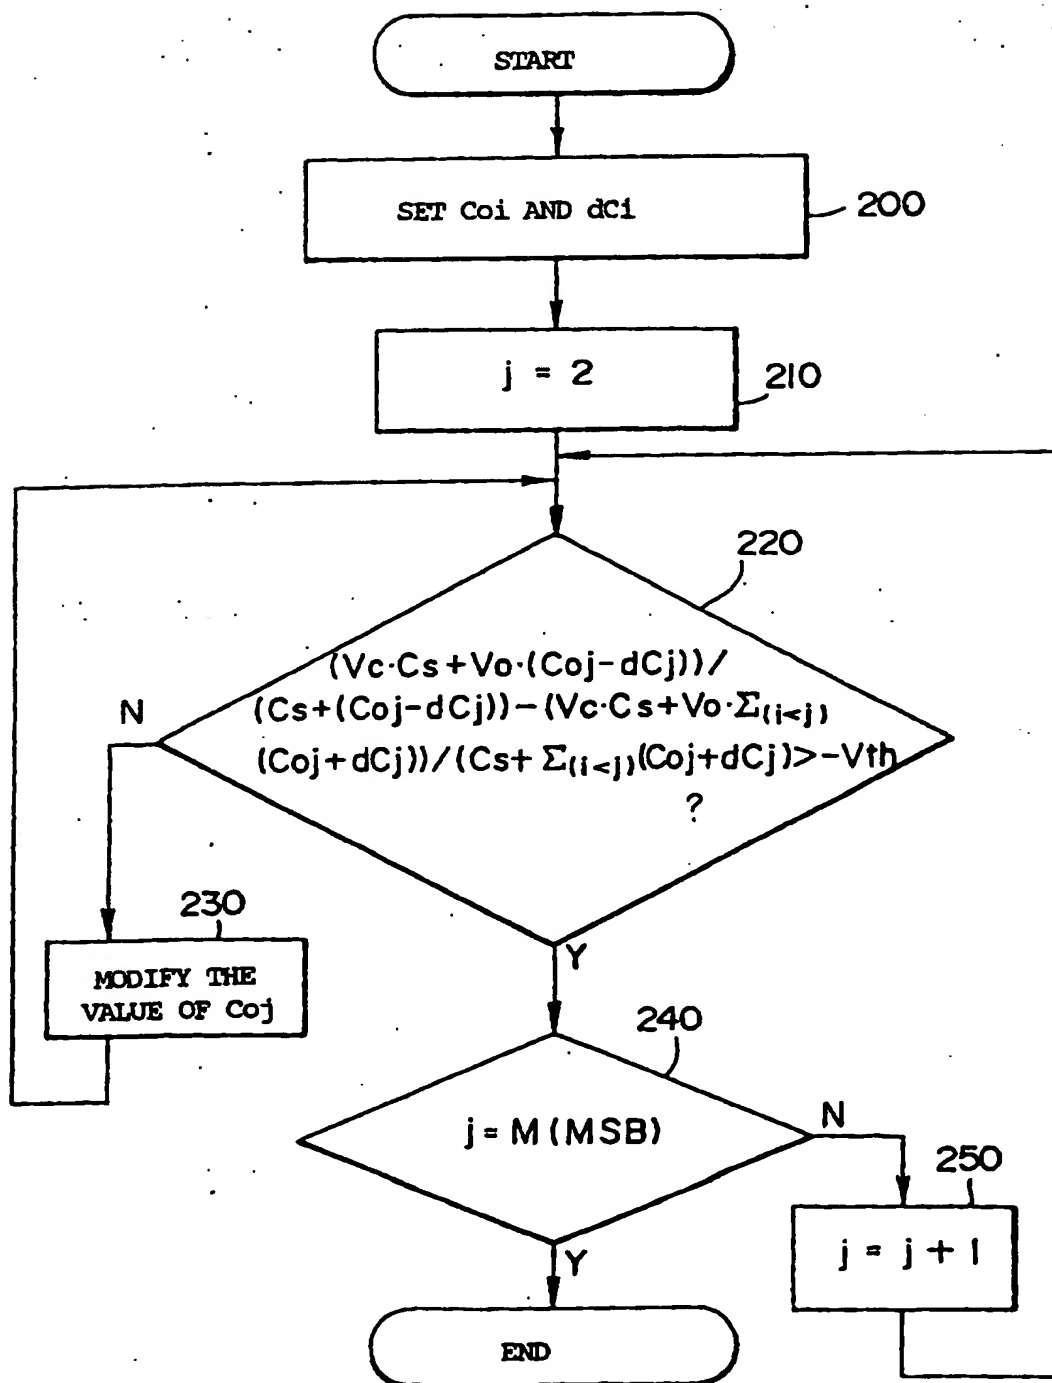 START
SET Coi AND dCi
200
j = 2
210
220
(Vc·Cs+Vo·(Coj-dCj))/
(Cs+(Coj-dCj))-(Vc·Cs+Vo·Σ(i<j)
(Coj+dCj))/(Cs+Σ(i<j)(Coj+dCj)>-Vth
?
N
Y
230
MODIFY THE
VALUE OF Coj
240
j=M(MSB)
N
Y
250
j = j + 1
END